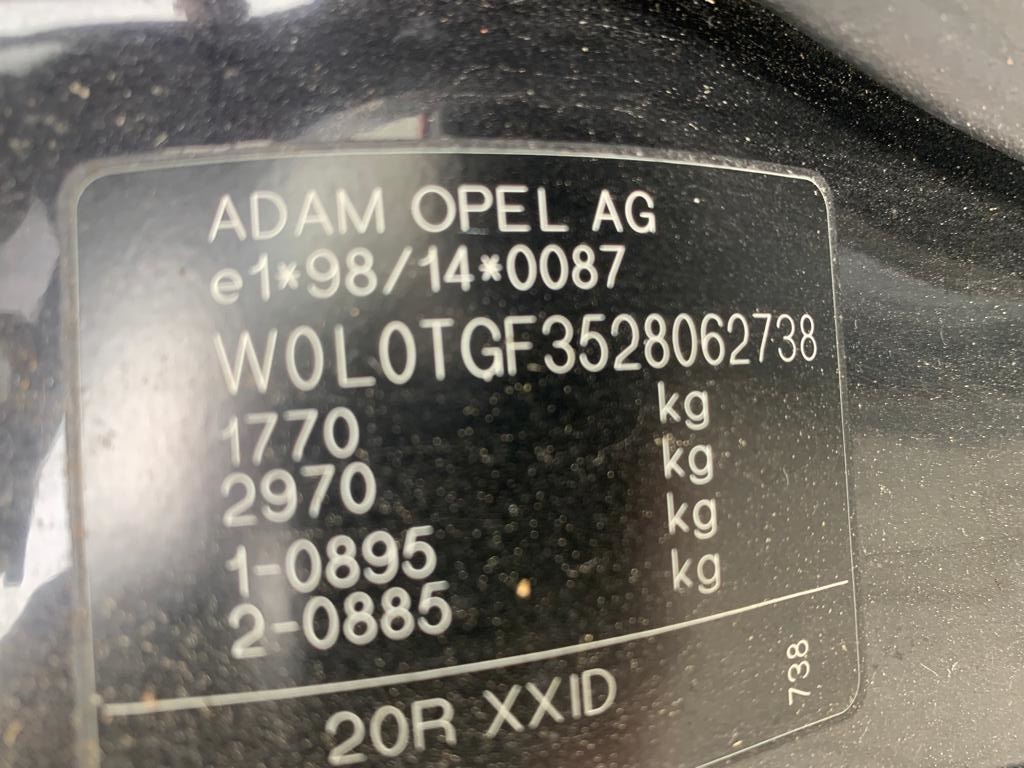 ADAM OPEL AG
e1*98/14*0087
W0L0TGF3528062738
1770 kg
2970 kg
1-0895 kg
2-0885 kg
20R XXID
738